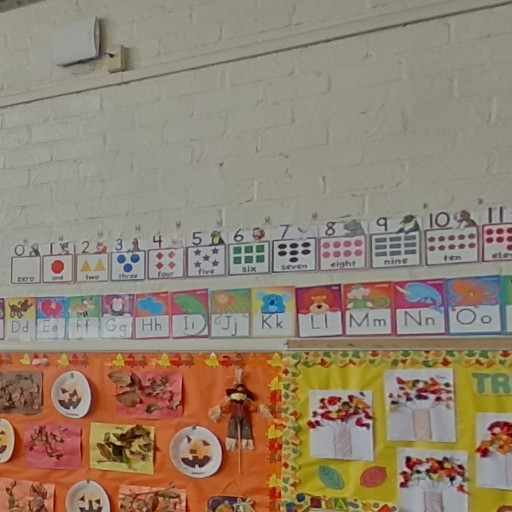 0 1 2 3 4 5 6 7 8 9 10 11
zero one two three four five six seven eight nine ten
Dd Ee Ff Gg Hh Ii Jj Kk Ll Mm Nn Oo
TR